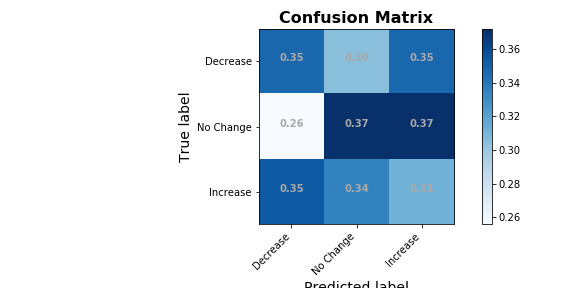 Confusion Matrix
True label
Decrease 0.35 0.30 0.35
No Change 0.26 0.37 0.37
Increase 0.35 0.34 0.31
Decrease No Change Increase
Predicted label
0.36
0.34
0.32
0.30
0.28
0.26